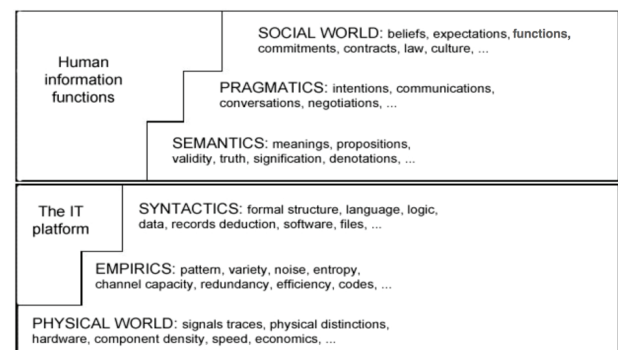 Human
information
functions
SOCIAL WORLD: beliefs, expectations, functions,
commitments, contracts, law, culture, ...
PRAGMATICS: intentions, communications,
conversations, negotiations, ...
SEMANTICS: meanings, propositions,
validity, truth, signification, denotations, ...
The IT
platform
SYNTACTICS: formal structure, language, logic,
data, records deduction, software, files, ...
EMPIRICS: pattern, variety, noise, entropy,
channel capacity, redundancy, efficiency, codes, ...
PHYSICAL WORLD: signals traces, physical distinctions,
hardware, component density, speed, economics, ...